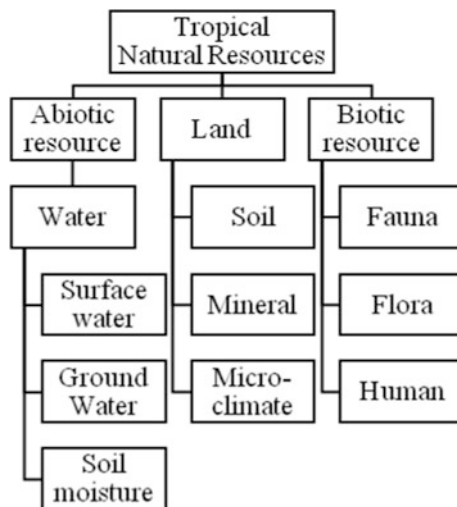 Tropical
Natural Resources
Abiotic
resource
Land
Biotic
resource
Water
Soil
Fauna
Surface
water
Mineral
Flora
Ground
Water
Micro-
climate
Human
Soil
moisture